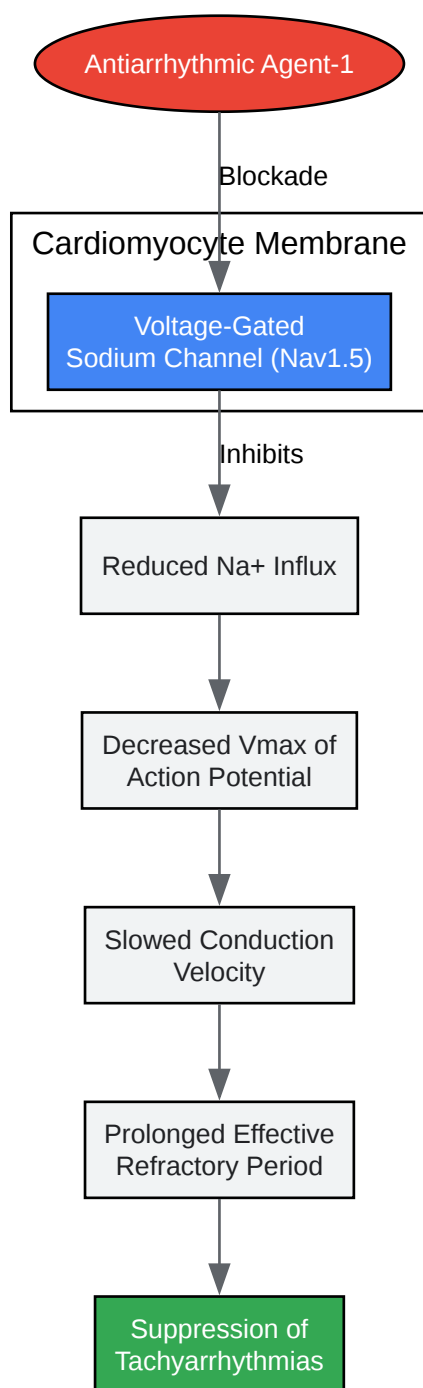 Antiarrhythmic Agent-1
Blockade
Cardiomyocyte Membrane
Voltage-Gated
Sodium Channel (Nav1.5)
Inhibits
Reduced Na+ Influx
Decreased Vmax of
Action Potential
Slowed Conduction
Velocity
Prolonged Effective
Refractory Period
Suppression of
Tachyarrhythmias